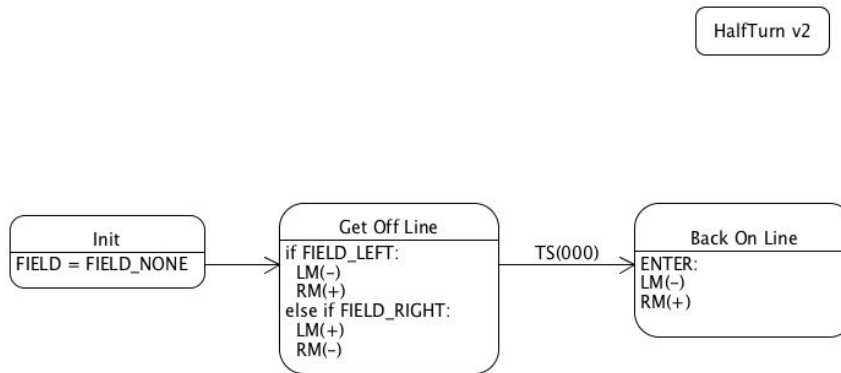 HalfTurn v2
Init
FIELD = FIELD_NONE
Get Off Line
if FIELD_LEFT:
LM(-)
RM(+)
else if FIELD_RIGHT:
LM(+)
RM(-)
TS(000)
Back On Line
ENTER:
LM(-)
RM(+)